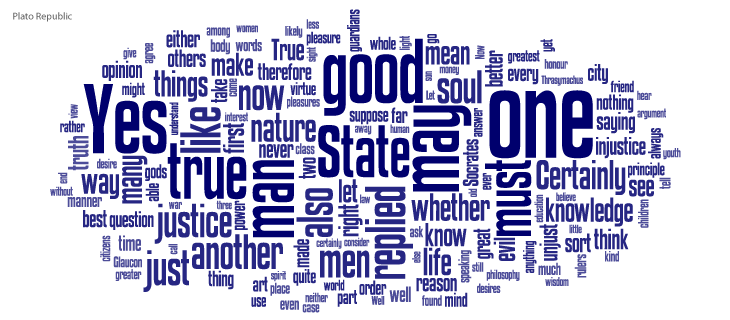 Plato Republic
guardians
among women likely less
either body words pleasure whole light go Now yet
give agree others True sight mean greatest honour
opinion make therefore good better every city Thrasymachus
might things take come virtue son money soul friend
Yes now pleasures Let nothing hear
view understand like interest suppose far answer one saying argument
rather first nature away human may injustice always youth
truth desire never class State Socrates
end many true two old ever must Certainly principle
without way gods man let law see tell
manner able war three power also right replied whether education believe knowledge children
best question justice ask know great evil little
citizens time call another certainly consider made else speaking unjust sort think
Glaucon just men life still anything kind
greater thing spirit quite reason philosophy much rulers
art place world order desires wisdom
use even case neither part Well well found mind